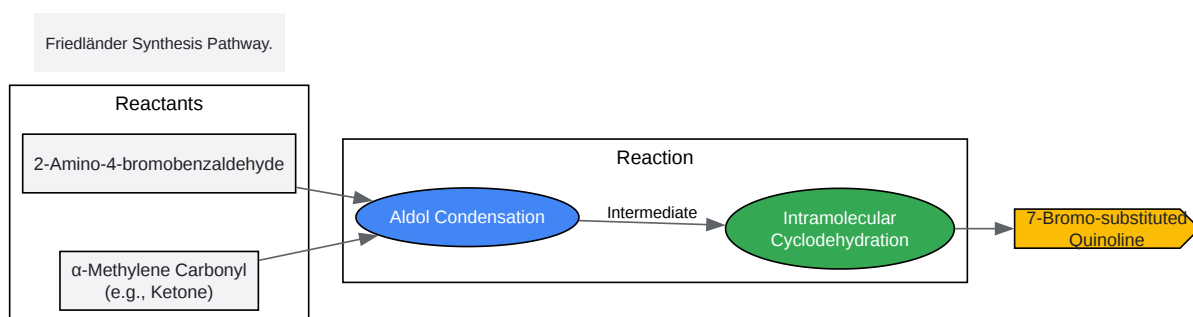 Friedländer Synthesis Pathway.
Reactants
2-Amino-4-bromobenzaldehyde
α-Methylene Carbonyl
(e.g., Ketone)
Reaction
Aldol Condensation
Intermediate
Intramolecular
Cyclodehydration
7-Bromo-substituted
Quinoline